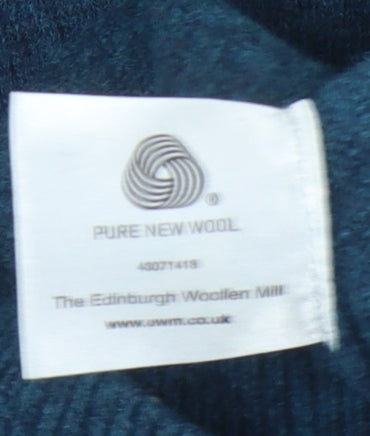 ®
PURE NEW WOOL
43071418
The Edinburgh Woollen Mill
www.ewm.co.uk